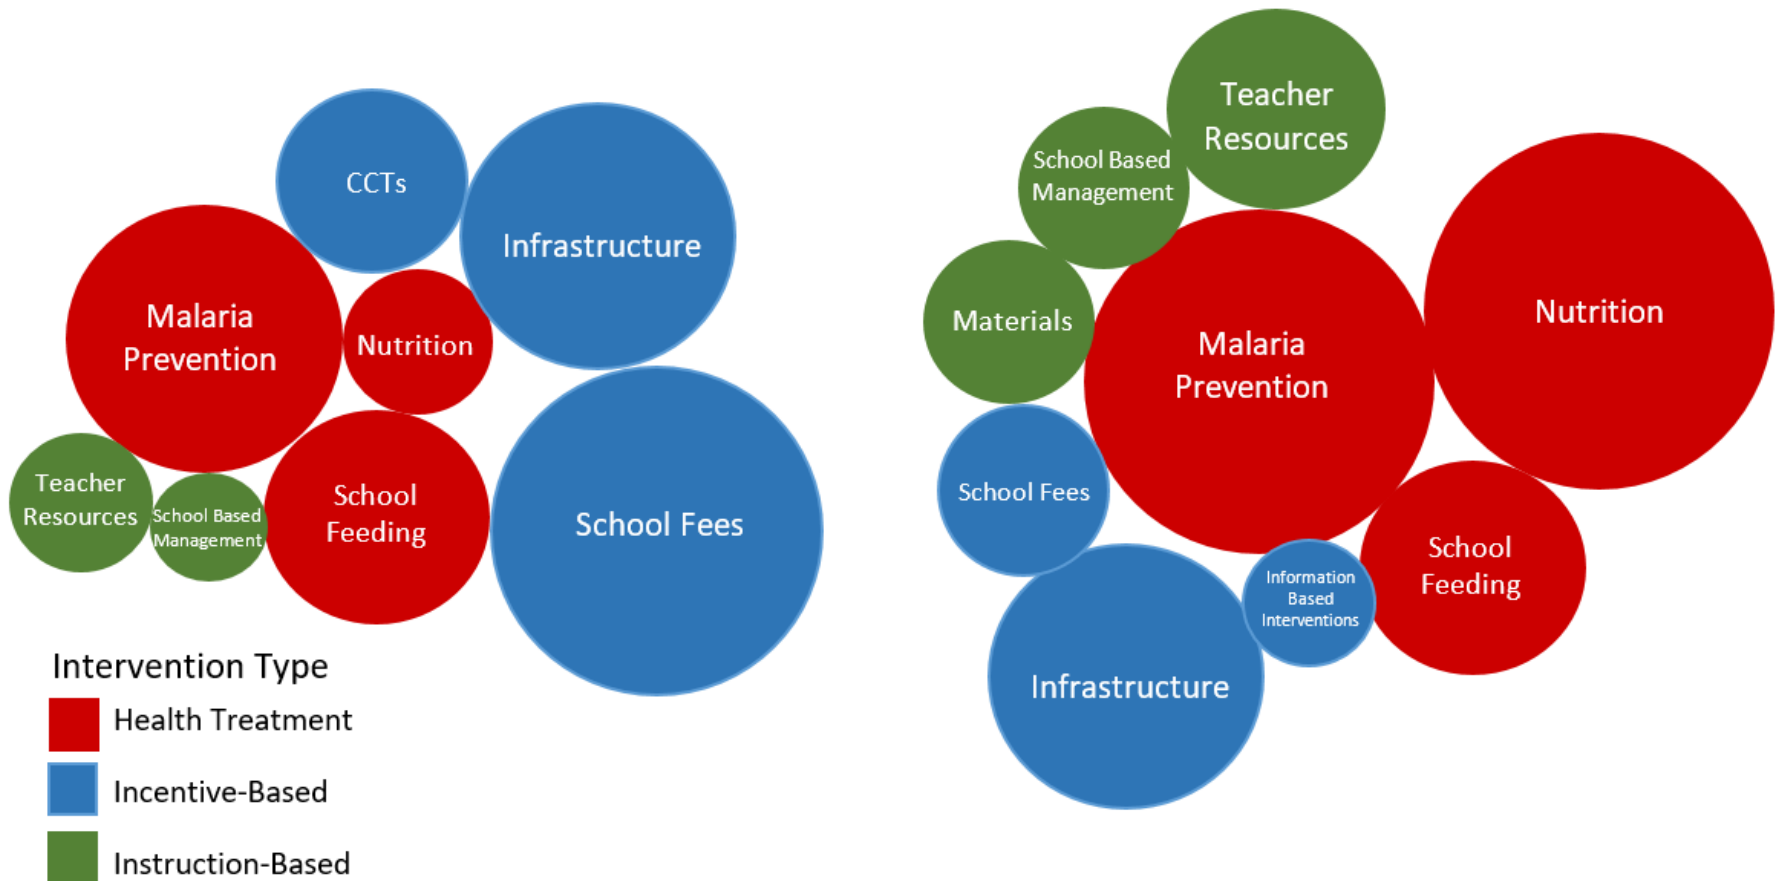 CCTs
Infrastructure
Malaria
Prevention
Nutrition
Teacher
Resources
School Based
Management
School
Feeding
School Fees
Intervention Type
Health Treatment
Incentive-Based
Instruction-Based
Teacher
Resources
School Based
Management
Materials
Malaria
Prevention
Nutrition
School Fees
School
Feeding
Information
Based
Interventions
Infrastructure